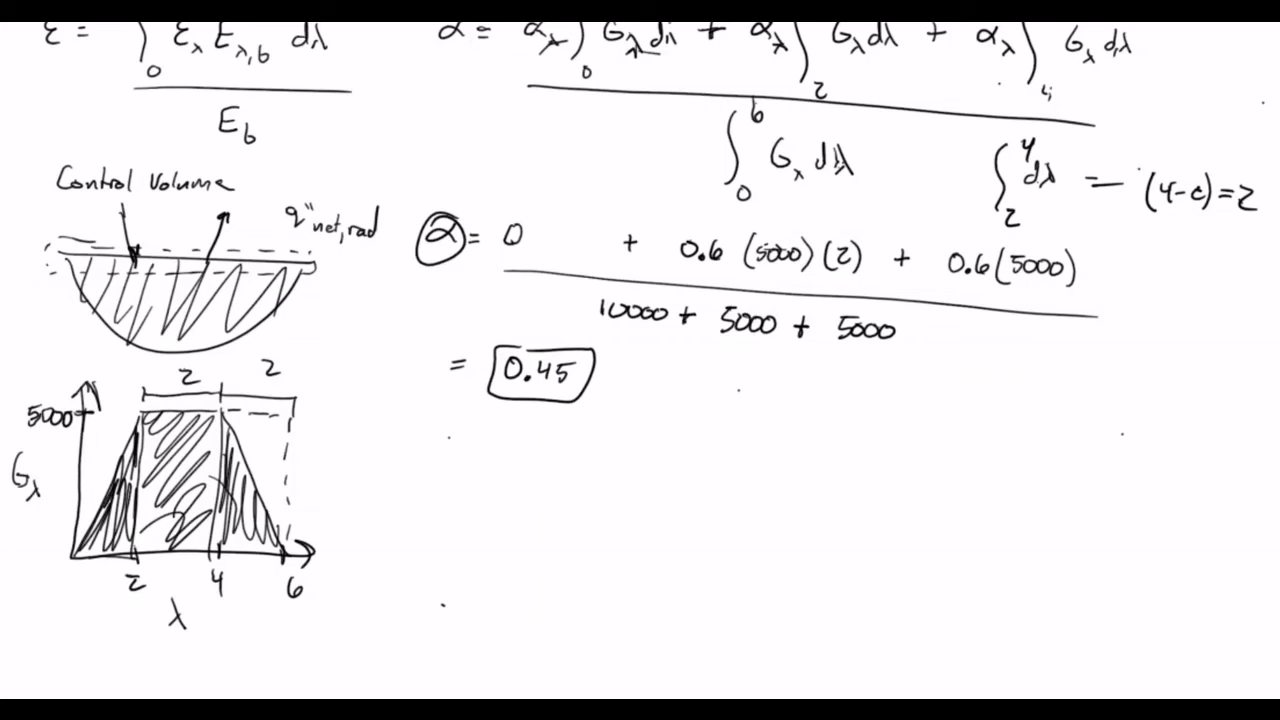 ε = ∫₀ ε_λ E_λ,b dλ / E_b
α = α_λ ∫₀ G_λ dλ + α_λ ∫₂ G_λ dλ + α_λ ∫₄ G_λ dλ
∫₀⁶ G_λ dλ
∫₂⁴ dλ = (4-2) = 2
Control Volume
q"net,rad
α = 0 + 0.6 (5000)(2) + 0.6(5000)
10000 + 5000 + 5000
= 0.45
2 2
5000
G_λ
2 4 6
λ